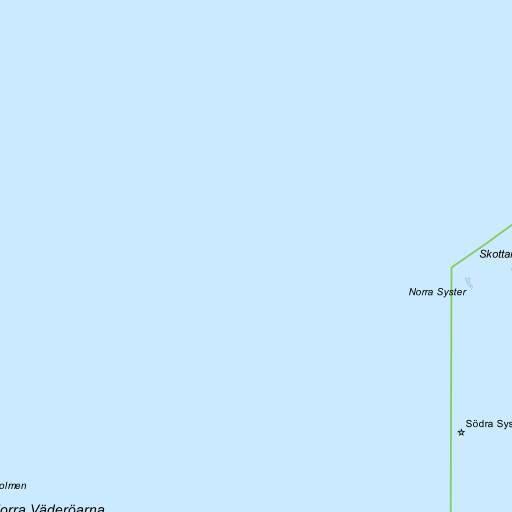 Skottar
Norra Syster
Södra Sys
olmen
orra Väderöarna